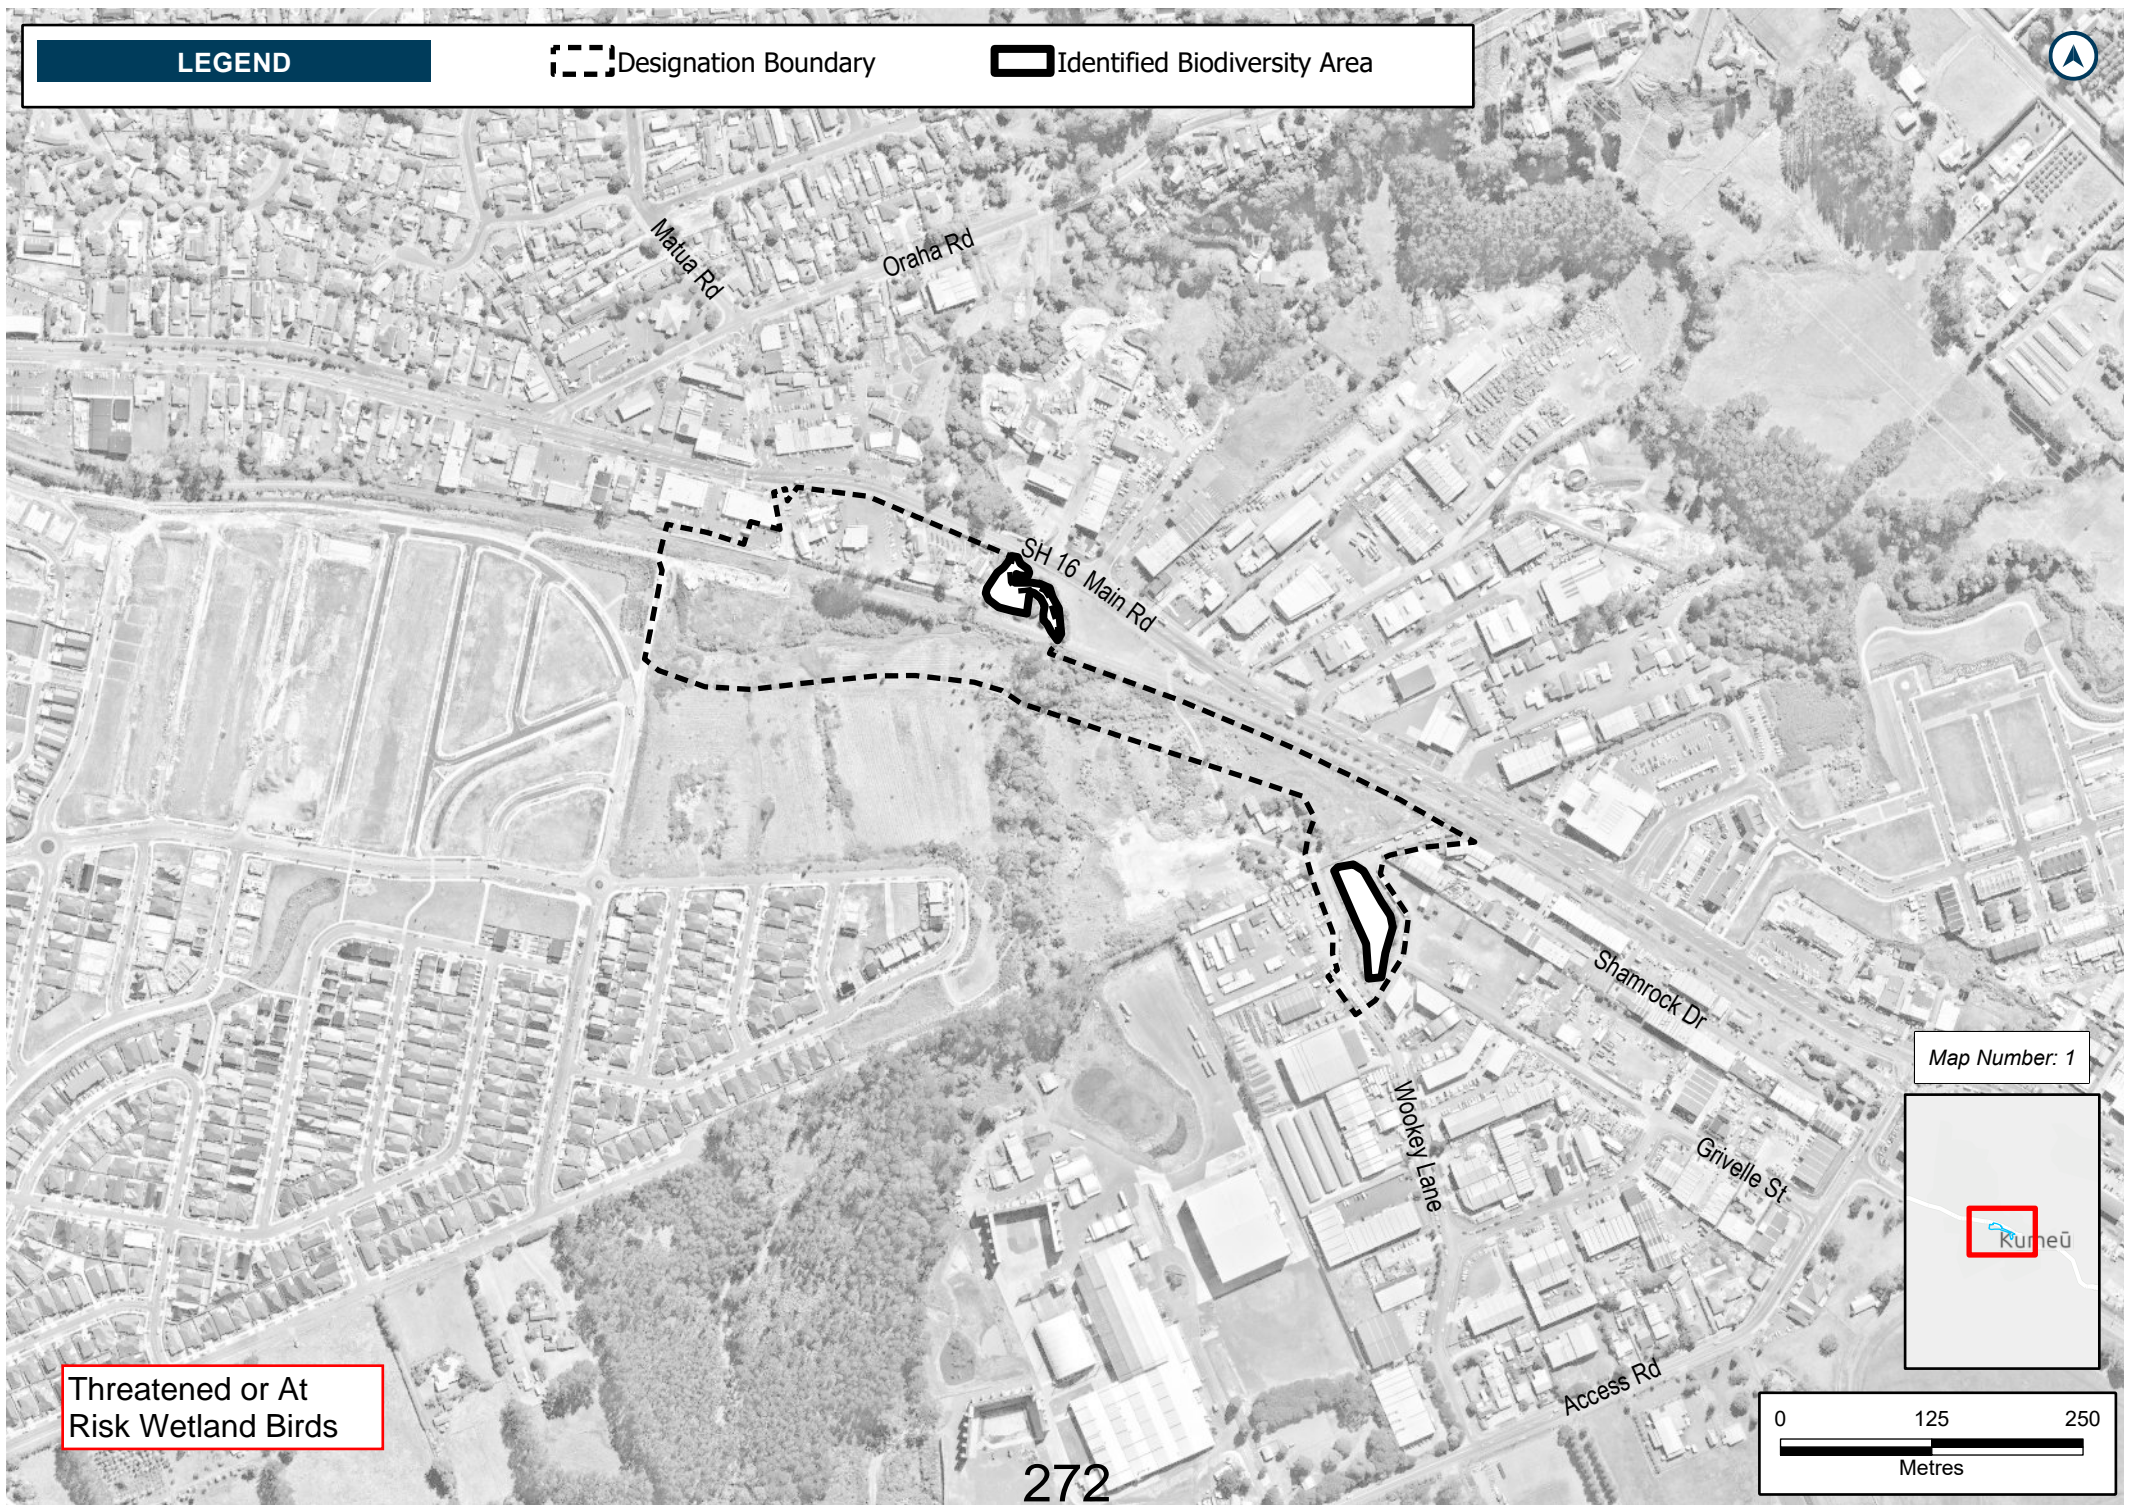 LEGEND
Designation Boundary
Identified Biodiversity Area
Matua Rd
Oraha Rd
SH 16 Main Rd
Shamrock Dr
Wookey Lane
Grivelle St
Access Rd
Map Number: 1
Kumeū
Threatened or At
Risk Wetland Birds
0 125 250
Metres
272